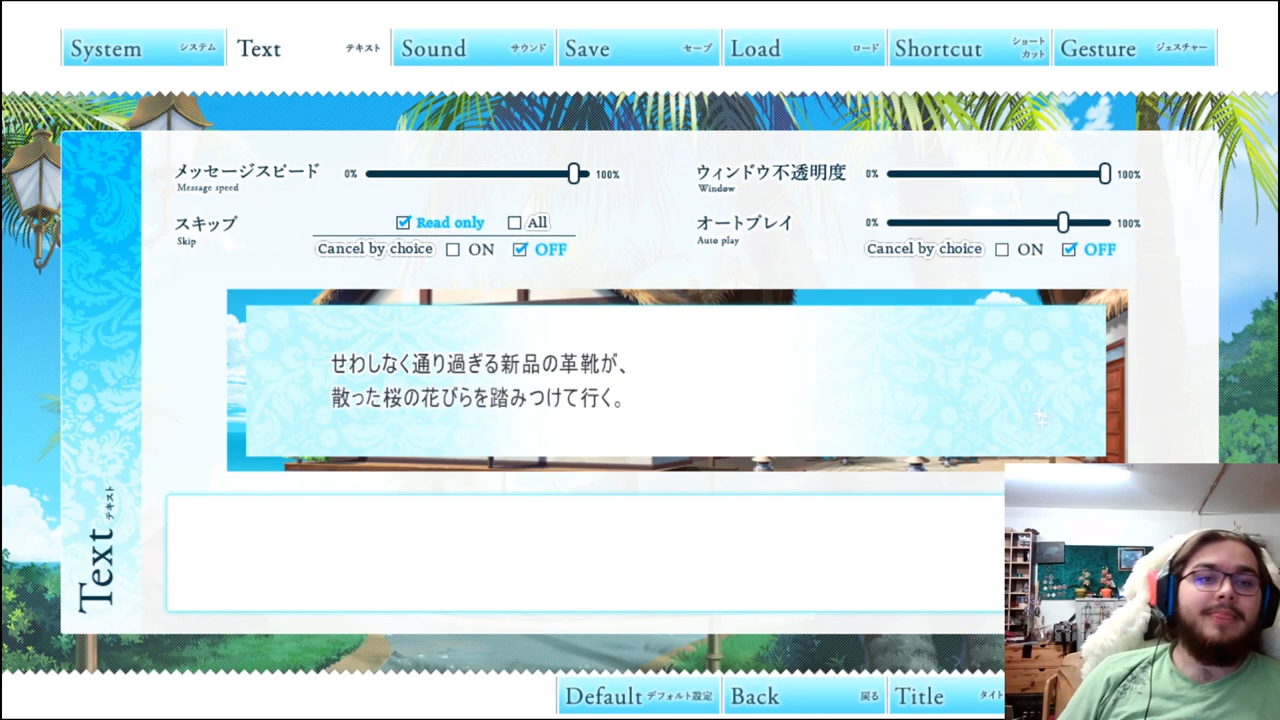 System システム
Text テキスト
Sound サウンド
Save セーブ
Load ロード
Shortcut ショート
カット
Gesture ジェスチャー
メッセージスピード 0% 100%
Message speed
ウィンドウ不透明度 0% 100%
Window
スキップ Read only All
Skip
Cancel by choice ON OFF
オートプレイ 0% 100%
Auto play
Cancel by choice ON OFF
せわしなく通り過ぎる新品の革靴が、
散った桜の花びらを踏みつけて行く。
Text テキスト
Default デフォルト設定
Back 戻る
Title タイト